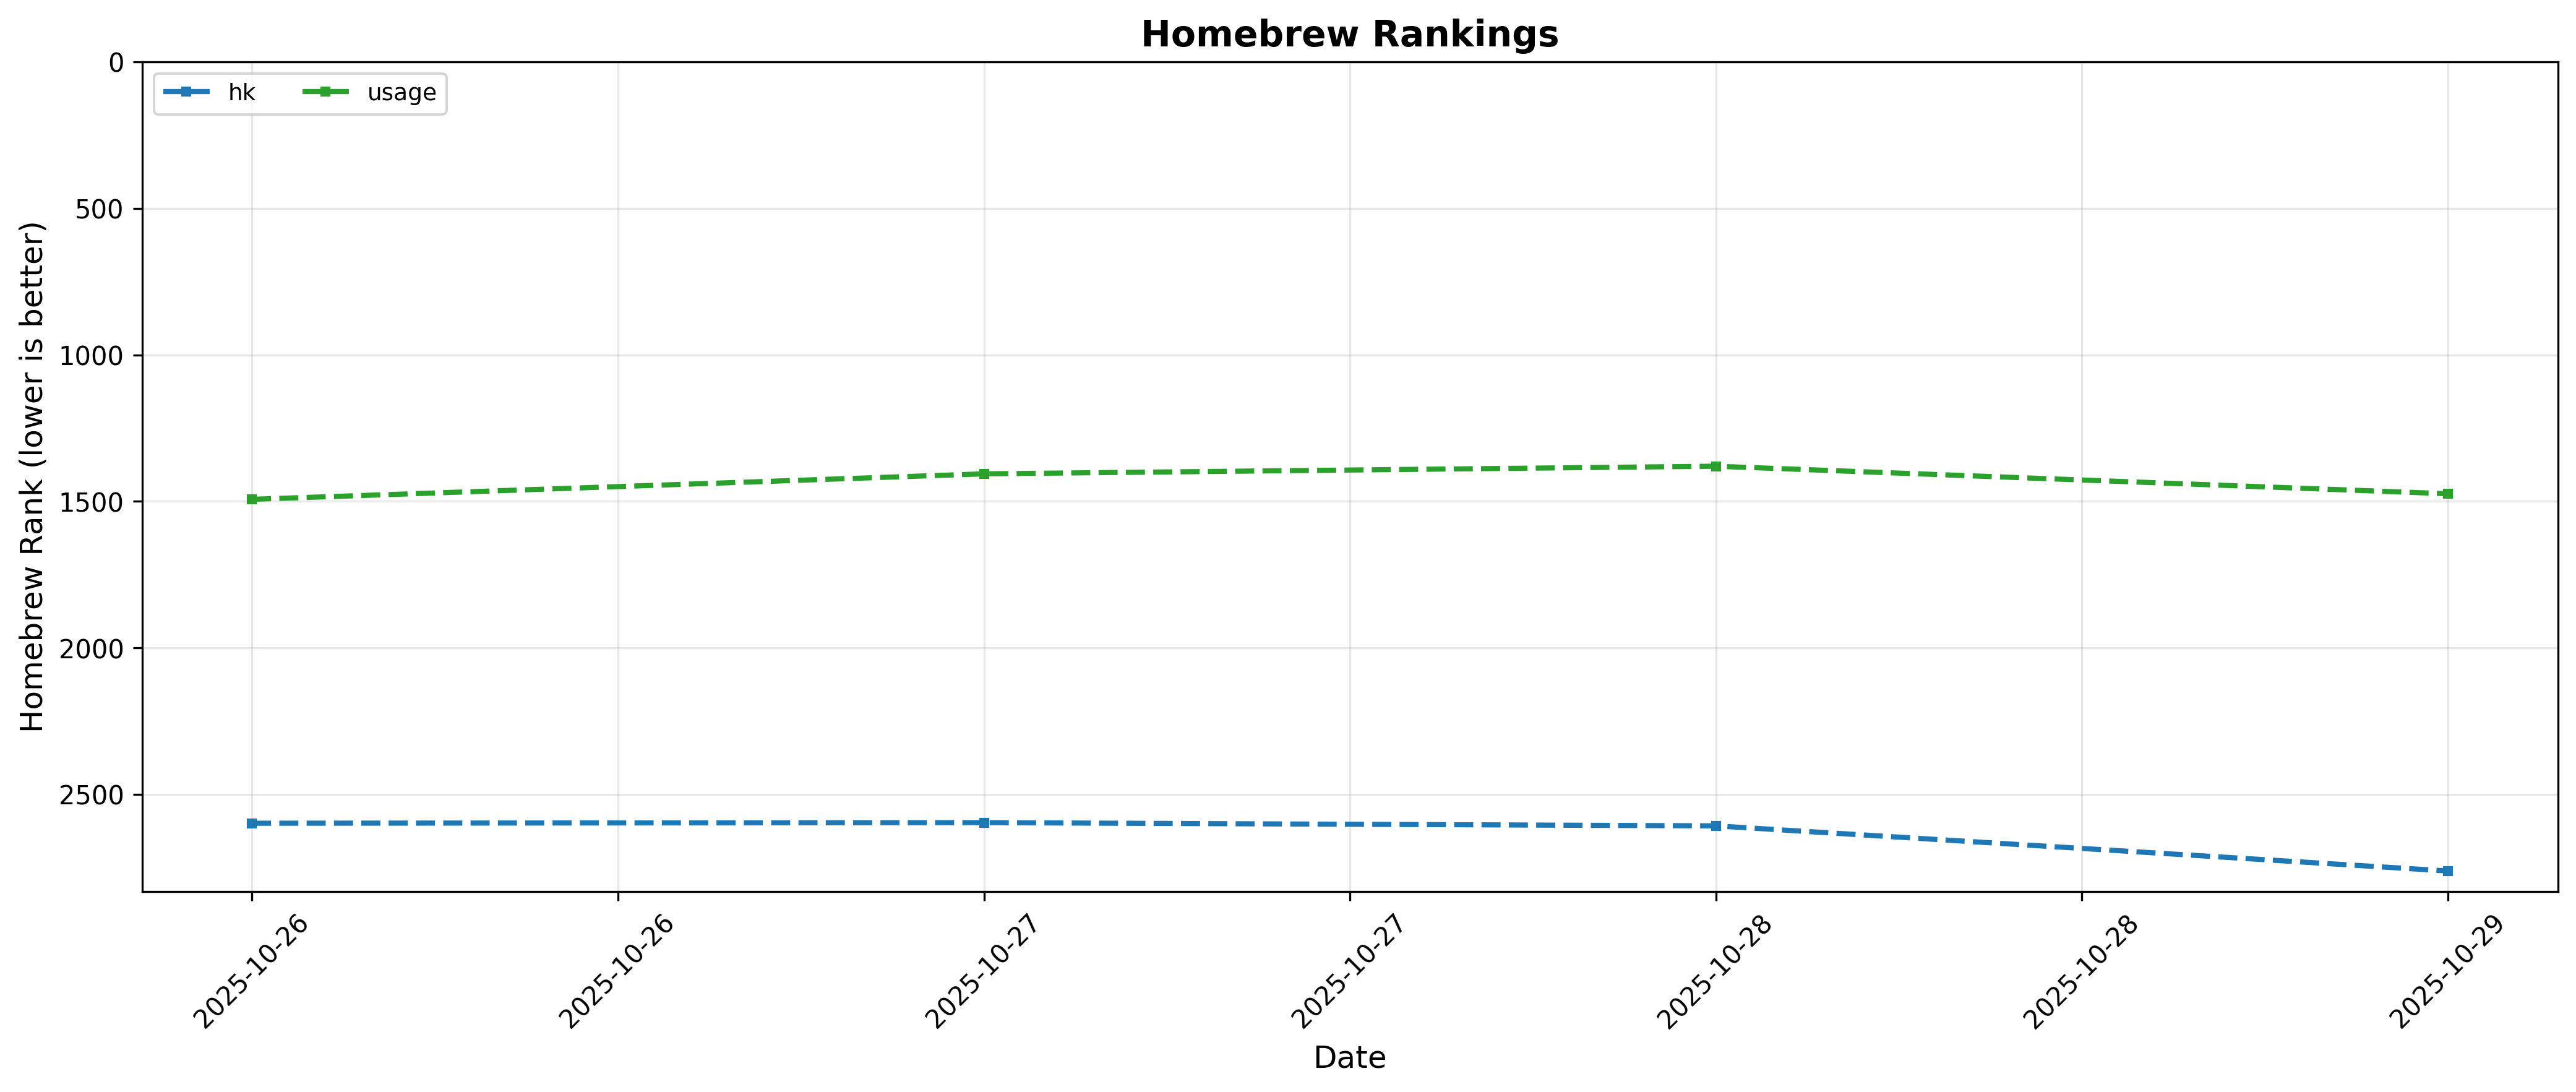 Homebrew Rankings
hk
usage
Homebrew Rank (lower is better)
0
500
1000
1500
2000
2500
2025-10-26
2025-10-26
2025-10-27
2025-10-27
2025-10-28
2025-10-28
2025-10-29
Date